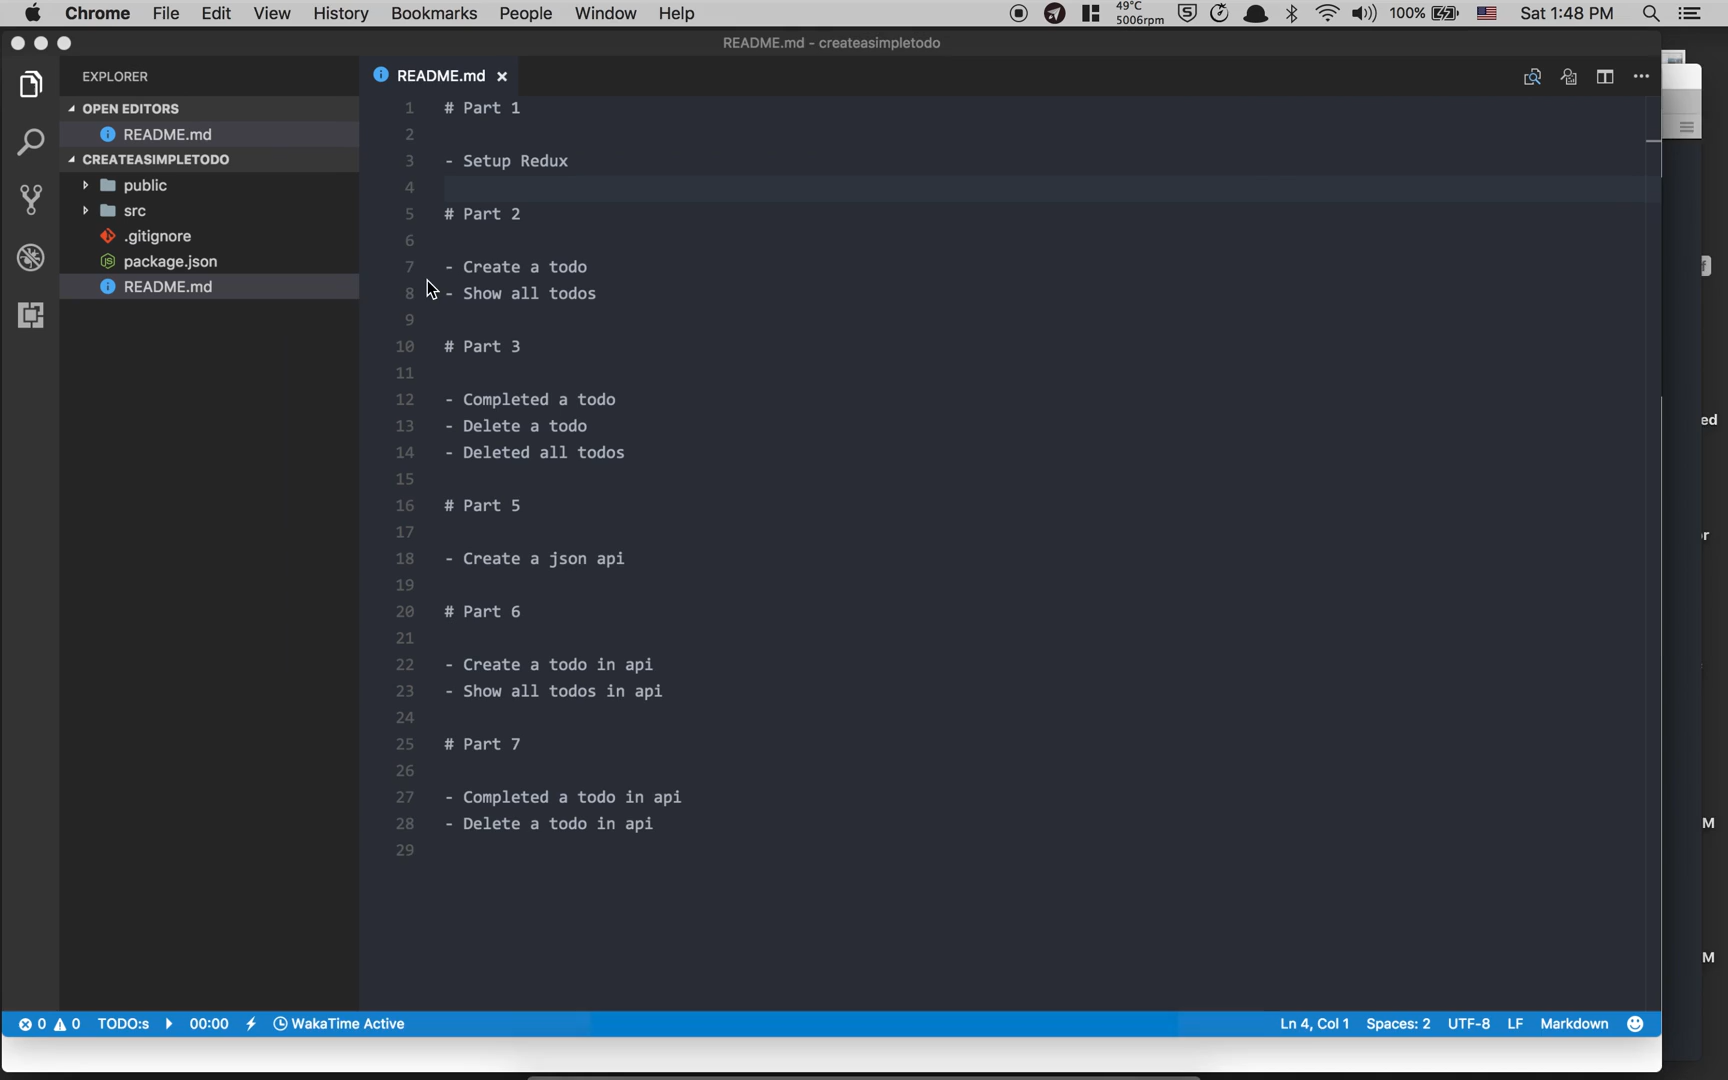 Chrome File Edit View History Bookmarks People Window Help 49°C 5006rpm 100% Sat 1:48 PM
README.md - createasimpletodo
EXPLORER
OPEN EDITORS
README.md
CREATEASIMPLETODO
public
src
.gitignore
package.json
README.md
README.md
1 # Part 1
2
3 - Setup Redux
4
5 # Part 2
6
7 - Create a todo
8 - Show all todos
9
10 # Part 3
11
12 - Completed a todo
13 - Delete a todo
14 - Deleted all todos
15
16 # Part 5
17
18 - Create a json api
19
20 # Part 6
21
22 - Create a todo in api
23 - Show all todos in api
24
25 # Part 7
26
27 - Completed a todo in api
28 - Delete a todo in api
29
ed
M
M
0 0 TODO:s 00:00 WakaTime Active Ln 4, Col 1 Spaces: 2 UTF-8 LF Markdown